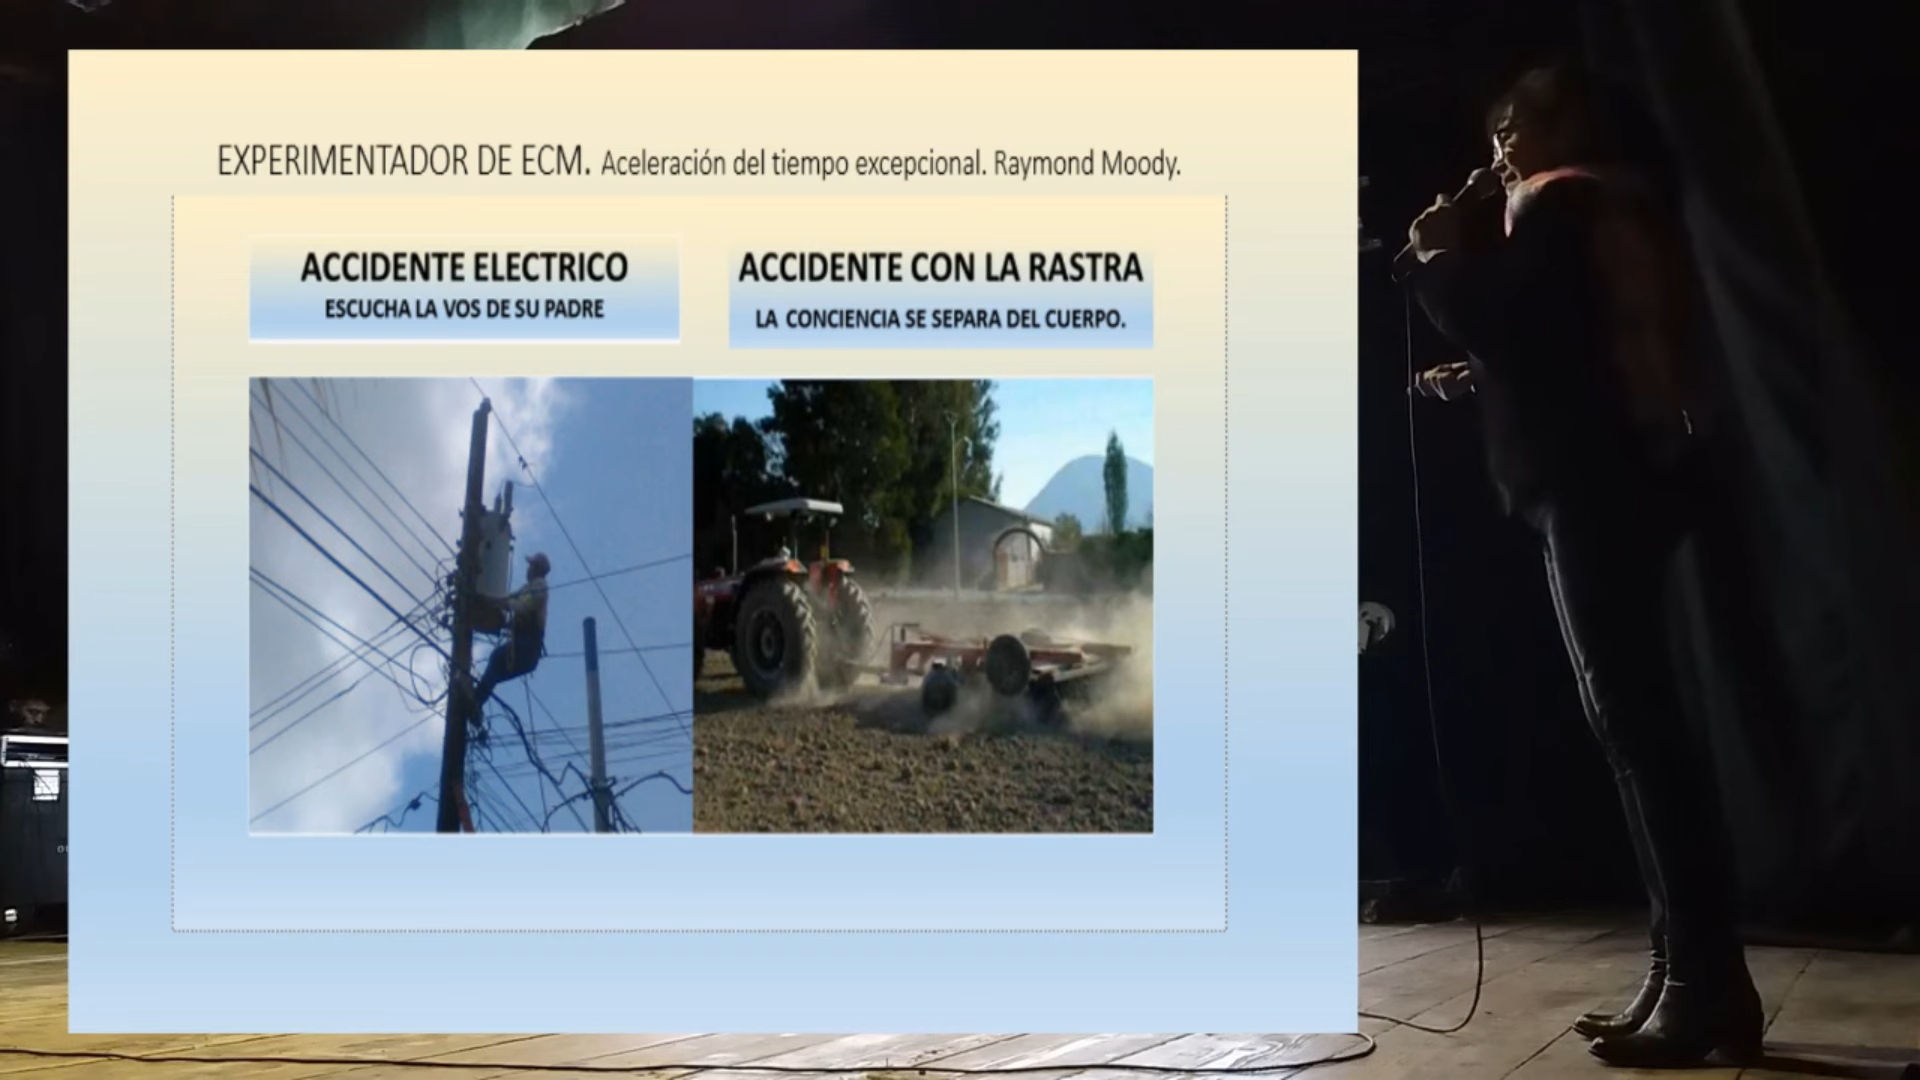 EXPERIMENTADOR DE ECM. Aceleración del tiempo excepcional. Raymond Moody.
ACCIDENTE ELECTRICO
ESCUCHA LA VOS DE SU PADRE
ACCIDENTE CON LA RASTRA
LA CONCIENCIA SE SEPARA DEL CUERPO.